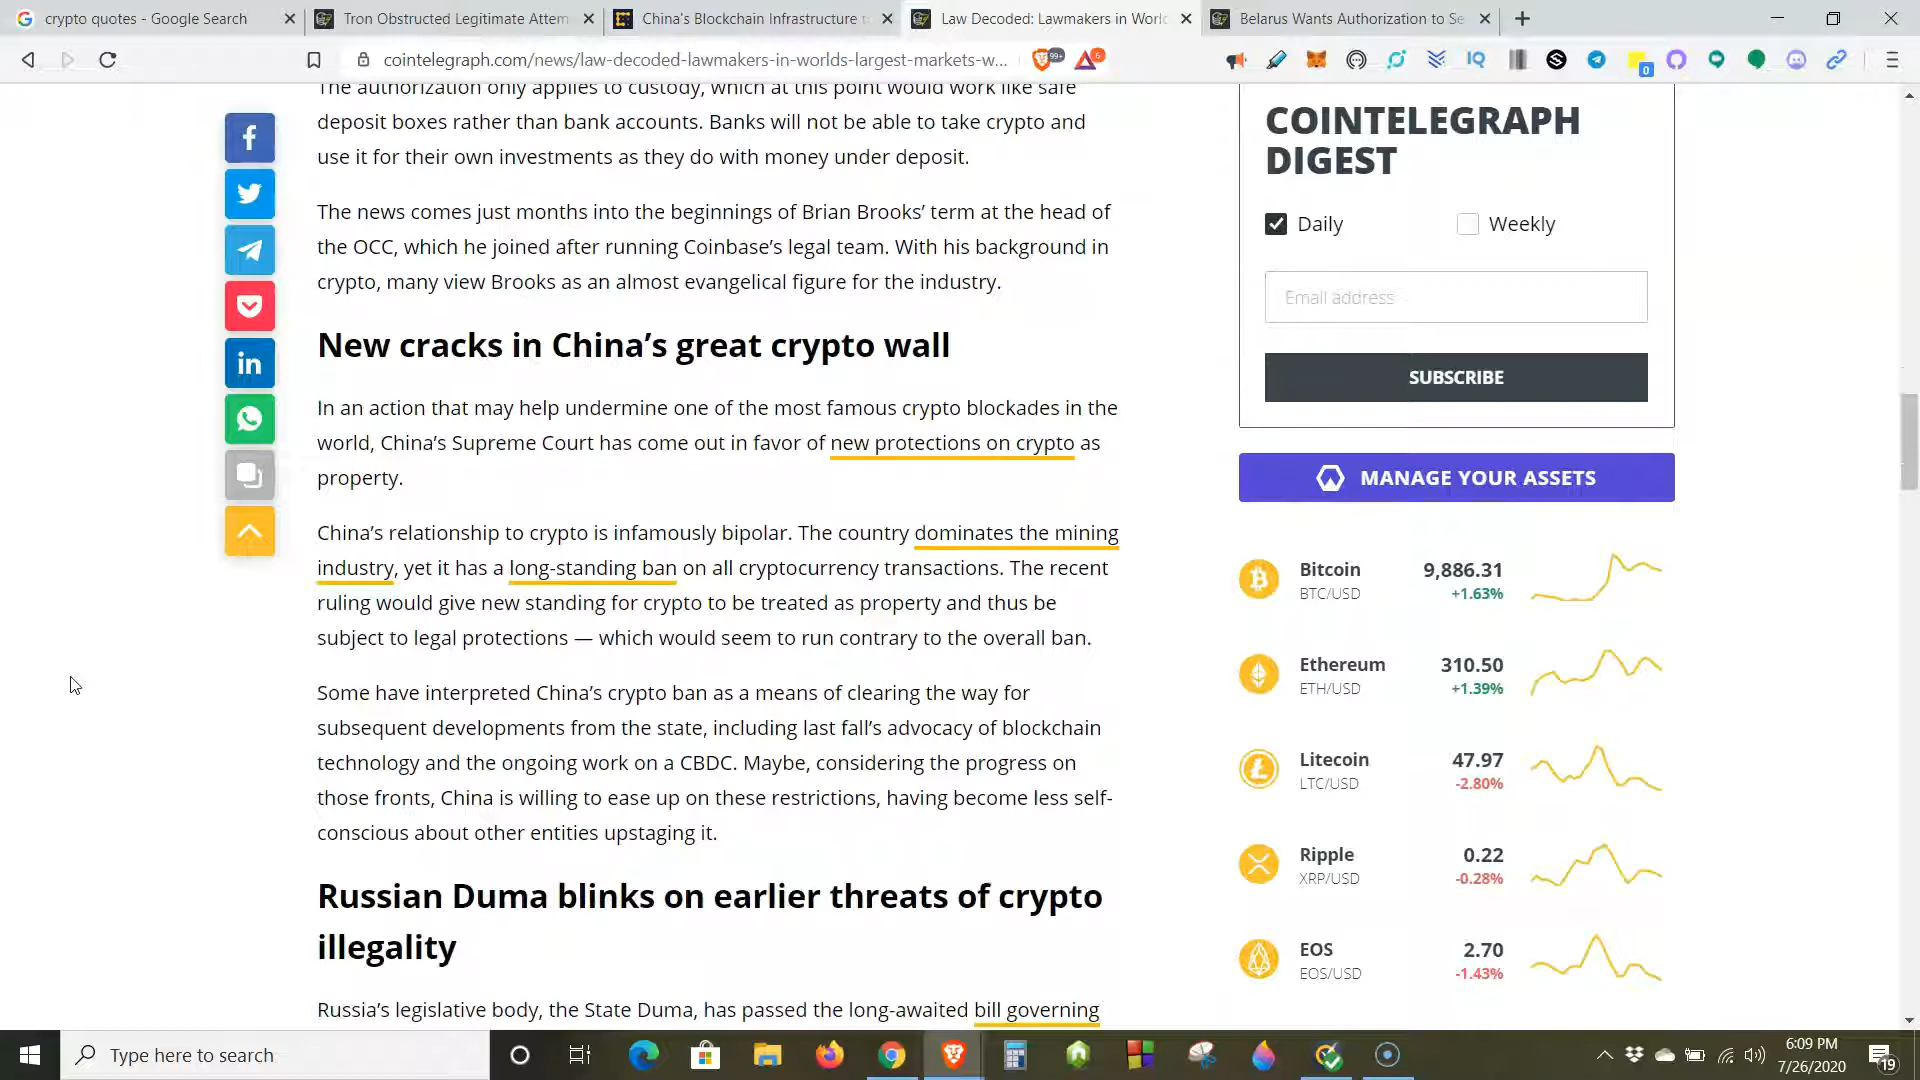 crypto quotes - Google Search
Tron Obstructed Legitimate Attem
China's Blockchain Infrastructure t
Law Decoded: Lawmakers in World
Belarus Wants Authorization to Se
cointelegraph.com/news/law-decoded-lawmakers-in-worlds-largest-markets-w...
99+
6
IQ
0
The authorization only applies to custody, which at this point would work like safe
deposit boxes rather than bank accounts. Banks will not be able to take crypto and
use it for their own investments as they do with money under deposit.
The news comes just months into the beginnings of Brian Brooks’ term at the head of
the OCC, which he joined after running Coinbase’s legal team. With his background in
crypto, many view Brooks as an almost evangelical figure for the industry.
New cracks in China’s great crypto wall
In an action that may help undermine one of the most famous crypto blockades in the
world, China’s Supreme Court has come out in favor of new protections on crypto as
property.
China’s relationship to crypto is infamously bipolar. The country dominates the mining
industry, yet it has a long-standing ban on all cryptocurrency transactions. The recent
ruling would give new standing for crypto to be treated as property and thus be
subject to legal protections — which would seem to run contrary to the overall ban.
Some have interpreted China’s crypto ban as a means of clearing the way for
subsequent developments from the state, including last fall’s advocacy of blockchain
technology and the ongoing work on a CBDC. Maybe, considering the progress on
those fronts, China is willing to ease up on these restrictions, having become less self-
conscious about other entities upstaging it.
Russian Duma blinks on earlier threats of crypto
illegality
Russia’s legislative body, the State Duma, has passed the long-awaited bill governing
COINTELEGRAPH
DIGEST
Daily
Weekly
Email address
SUBSCRIBE
MANAGE YOUR ASSETS
Bitcoin 9,886.31
BTC/USD +1.63%
Ethereum 310.50
ETH/USD +1.39%
Litecoin 47.97
LTC/USD -2.80%
Ripple 0.22
XRP/USD -0.28%
EOS 2.70
EOS/USD -1.43%
Type here to search
6:09 PM
7/26/2020
19